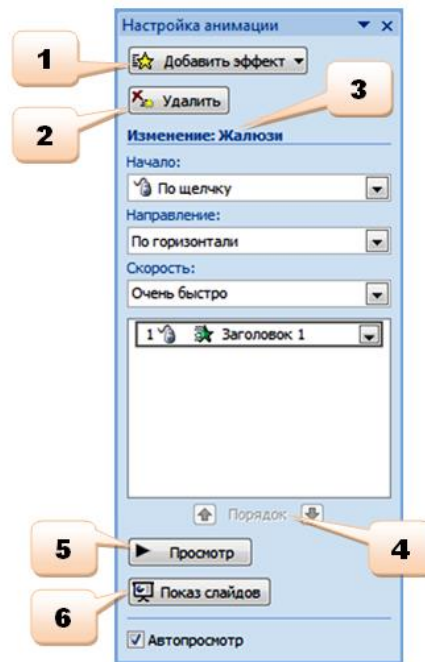 Настройка анимации
1
Добавить эффект
3
2
Удалить
Изменение: Жалюзи
Начало:
По щелчку
Направление:
По горизонтали
Скорость:
Очень быстро
1 Заголовок 1
Порядок
4
5
Просмотр
6
Показ слайдов
Автопросмотр